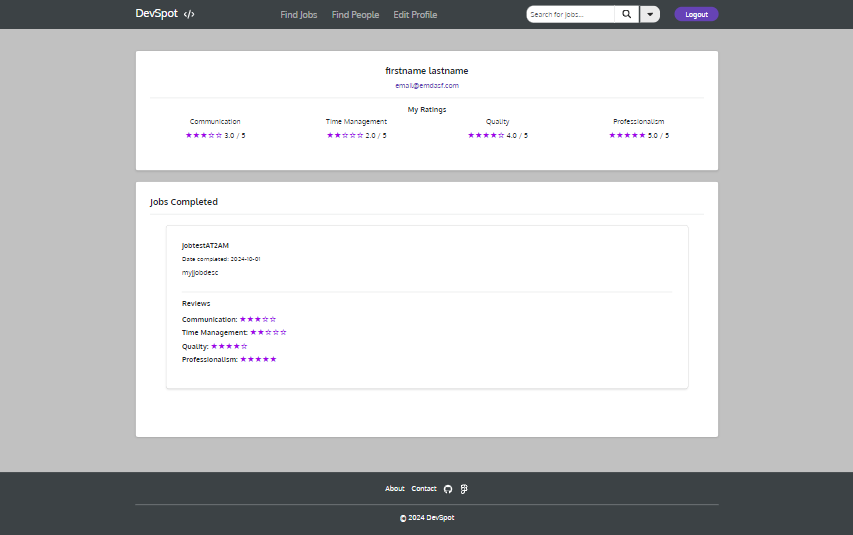 DevSpot </>
Find Jobs Find People Edit Profile
Search for jobs...
Logout
firstname lastname
email@emdasf.com
My Ratings
Communication Time Management Quality Professionalism
★★★☆☆ 3.0 / 5 ★★☆☆☆ 2.0 / 5 ★★★★☆ 4.0 / 5 ★★★★★ 5.0 / 5
Jobs Completed
jobtestAT2AM
Date completed: 2024-10-01
myjjobdesc
Reviews
Communication: ★★★☆☆
Time Management: ★★☆☆☆
Quality: ★★★★☆
Professionalism: ★★★★★
About Contact
© 2024 DevSpot